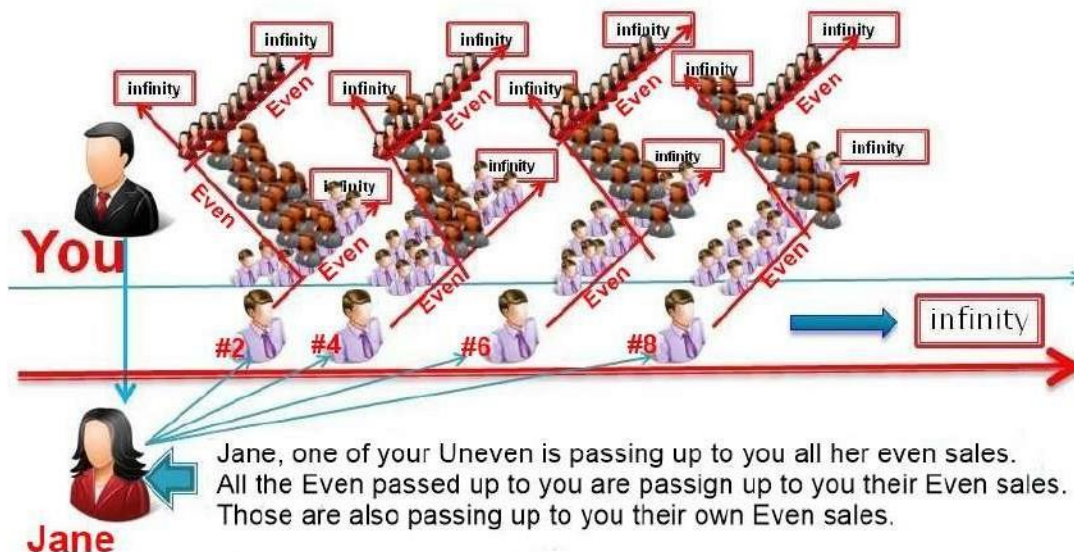 infinity
infinity
infinity
infinity
infinity
infinity
infinity
infinity
infinity
infinity
infinity
infinity
Even
Even
Even
Even
Even
Even
Even
Even
Even
You
#2
#4
#6
#8
infinity
Jane, one of your Uneven is passing up to you all her even sales.
All the Even passed up to you are passign up to you their Even sales.
Those are also passing up to you their own Even sales.
Jane